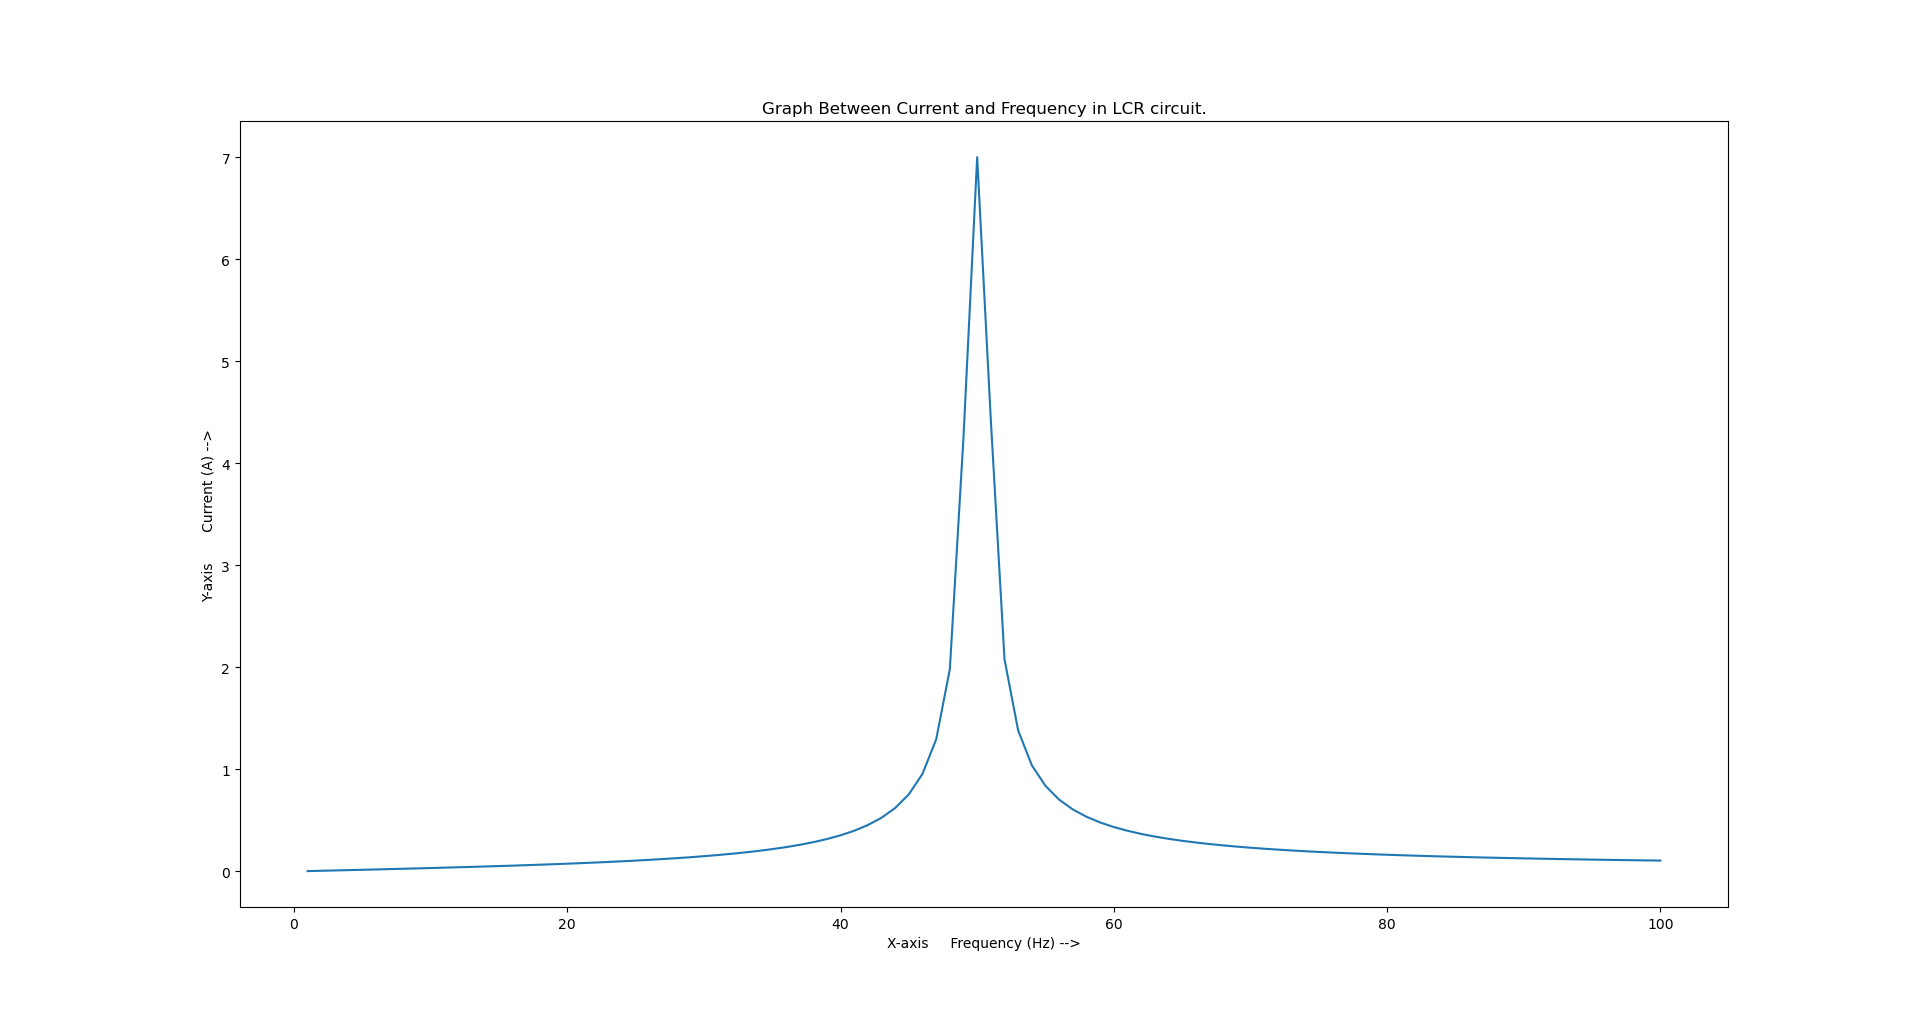 Graph Between Current and Frequency in LCR circuit.
7
6
5
4
3
2
1
0
Y-axis     Current (A) -->
0 20 40 60 80 100
X-axis     Frequency (Hz) -->